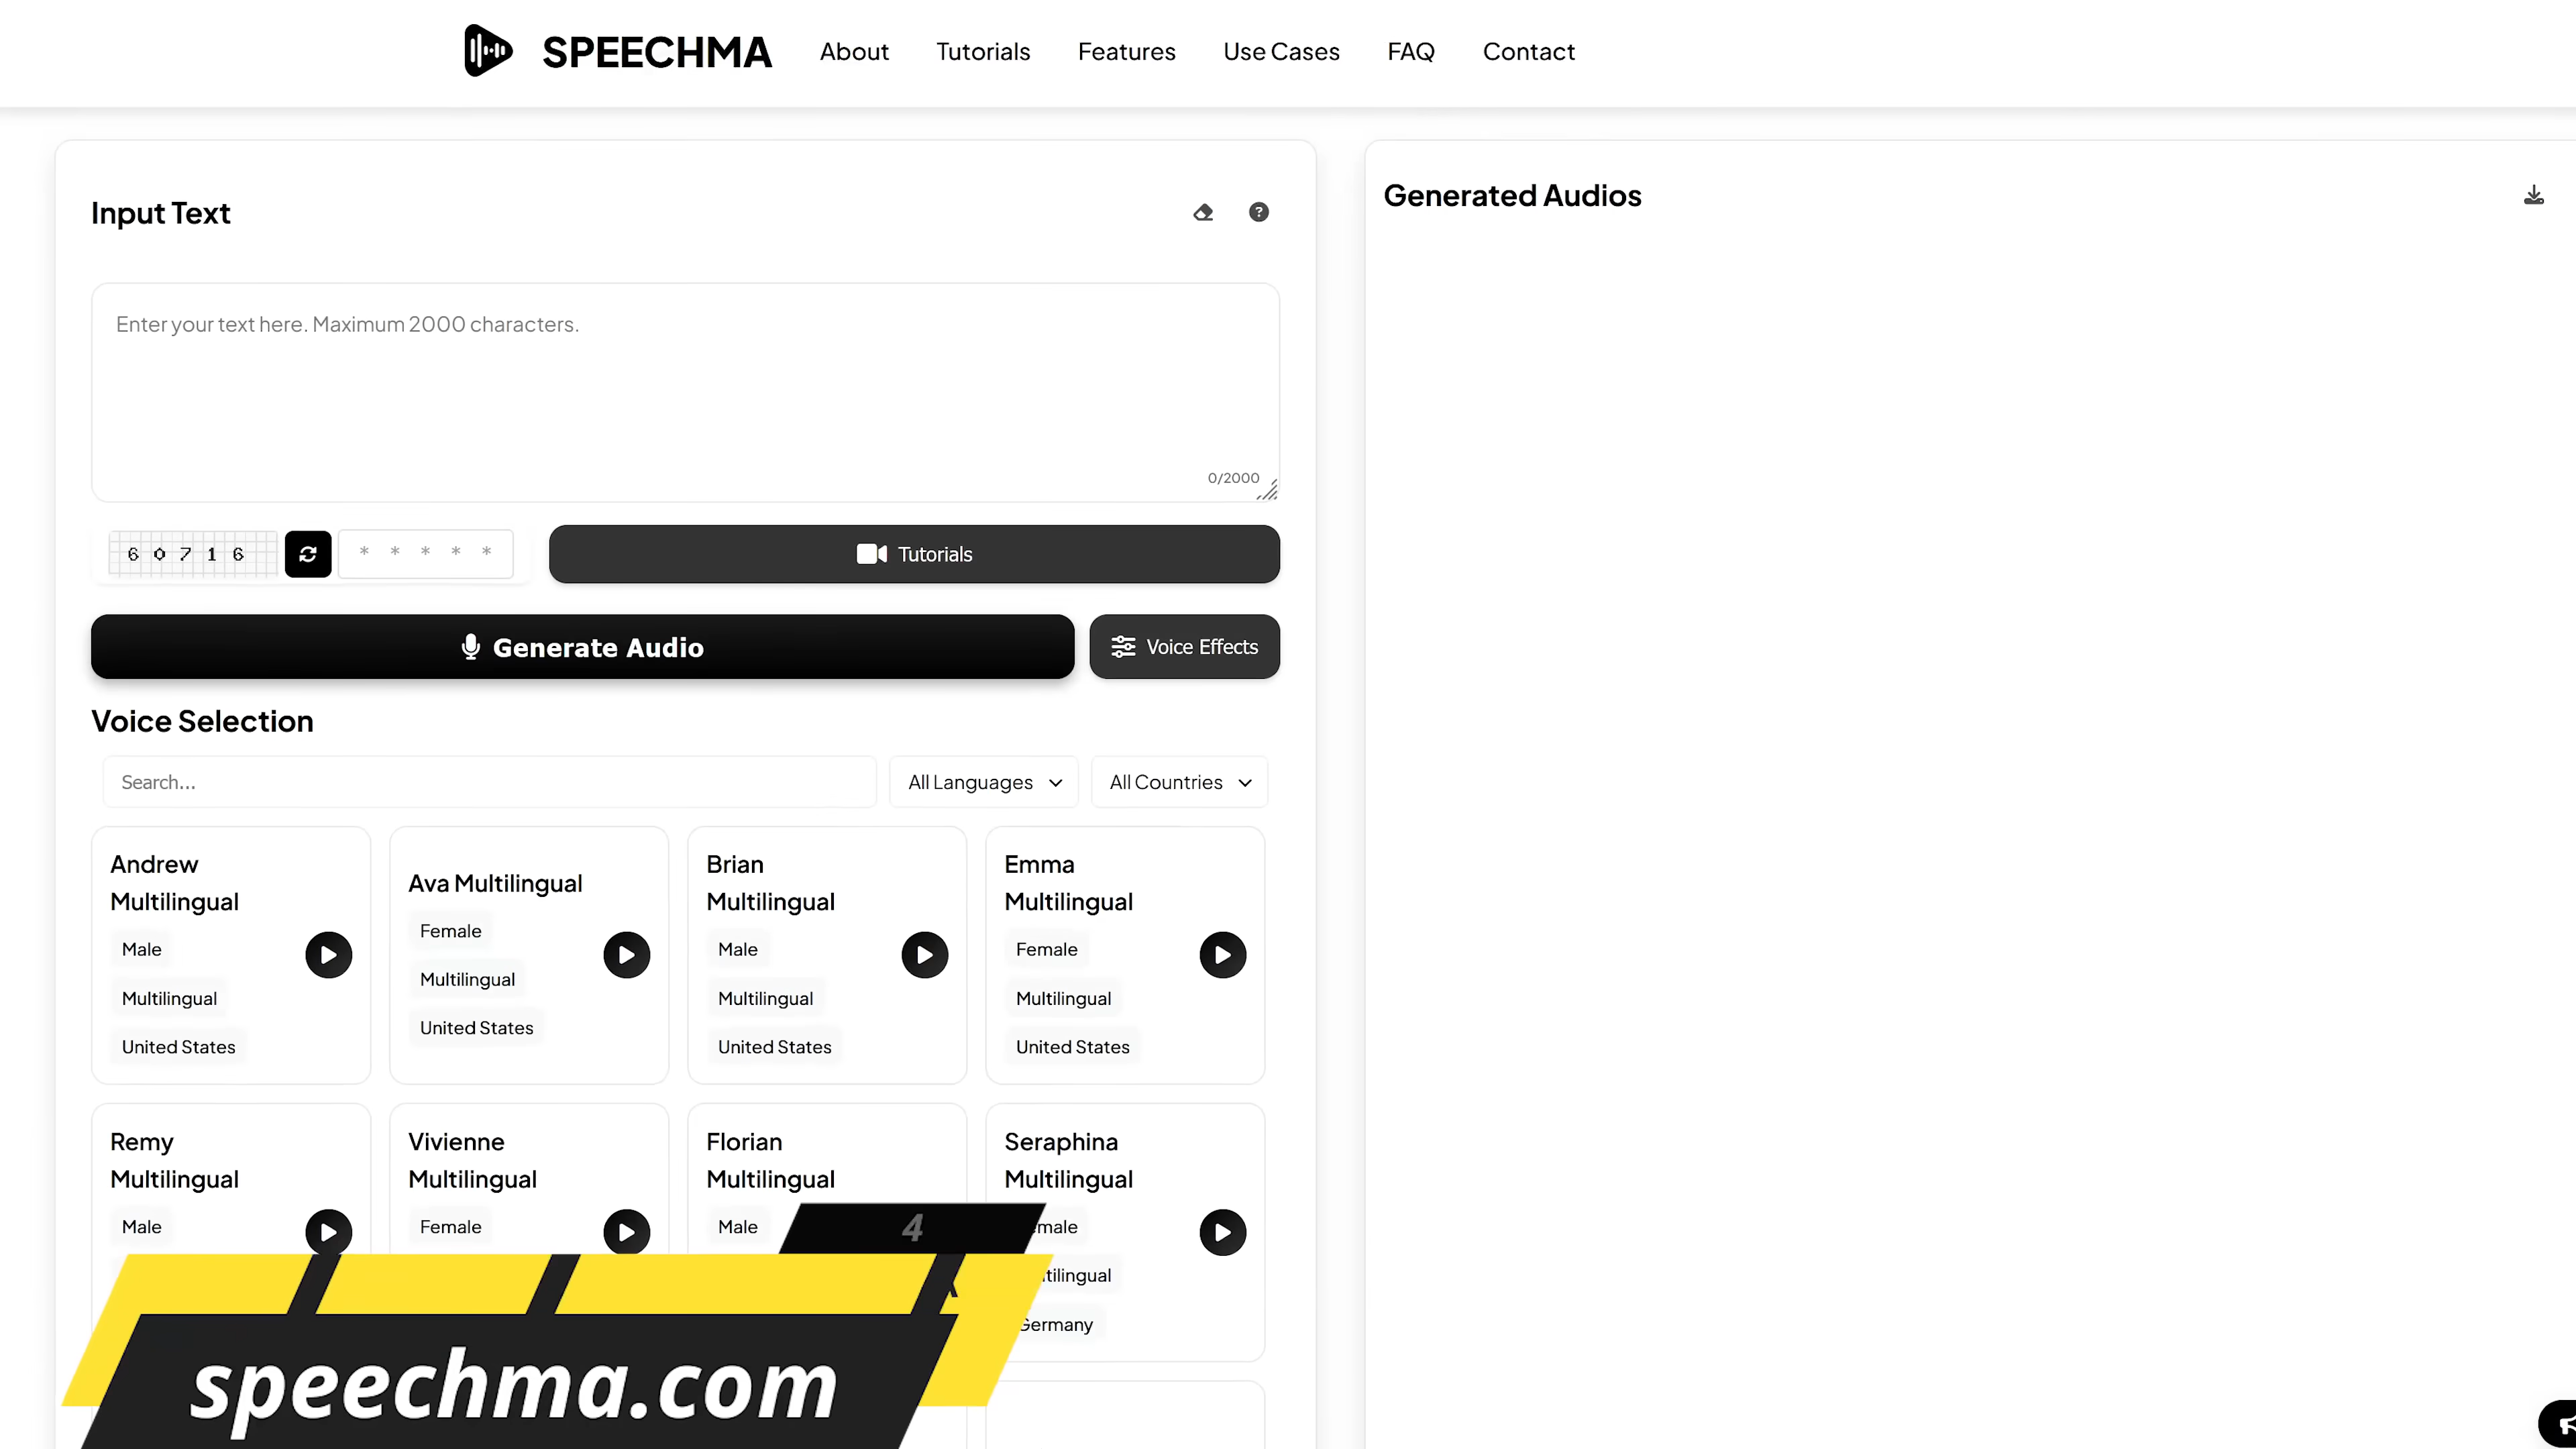 SPEECHMA About Tutorials Features Use Cases FAQ Contact
Input Text
Enter your text here. Maximum 2000 characters.
0/2000
6 0 7 1 6 * * * * * Tutorials
Generate Audio Voice Effects
Voice Selection
Search... All Languages All Countries
Andrew
Multilingual
Male
Multilingual
United States
Ava Multilingual
Female
Multilingual
United States
Brian
Multilingual
Male
Multilingual
United States
Emma
Multilingual
Female
Multilingual
United States
Remy
Multilingual
Male
Vivienne
Multilingual
Female
Florian
Multilingual
Male
Seraphina
Multilingual
Germany
4
speechma.com
Generated Audios